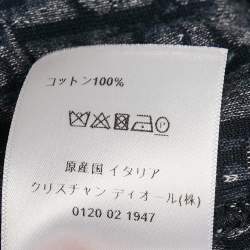 コットン100%
原産国 イタリア
クリスチャン ディオール(株)
0120 02 1947